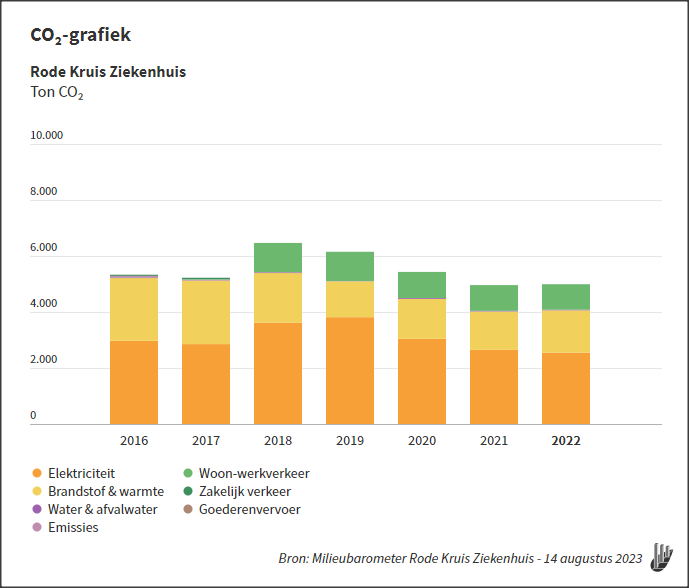 CO₂-grafiek
Rode Kruis Ziekenhuis
Ton CO₂
10.000
8.000
6.000
4.000
2.000
0
2016 2017 2018 2019 2020 2021 2022
Elektriciteit
Brandstof & warmte
Water & afvalwater
Emissies
Woon-werkverkeer
Zakelijk verkeer
Goederenvervoer
Bron: Milieubarometer Rode Kruis Ziekenhuis - 14 augustus 2023